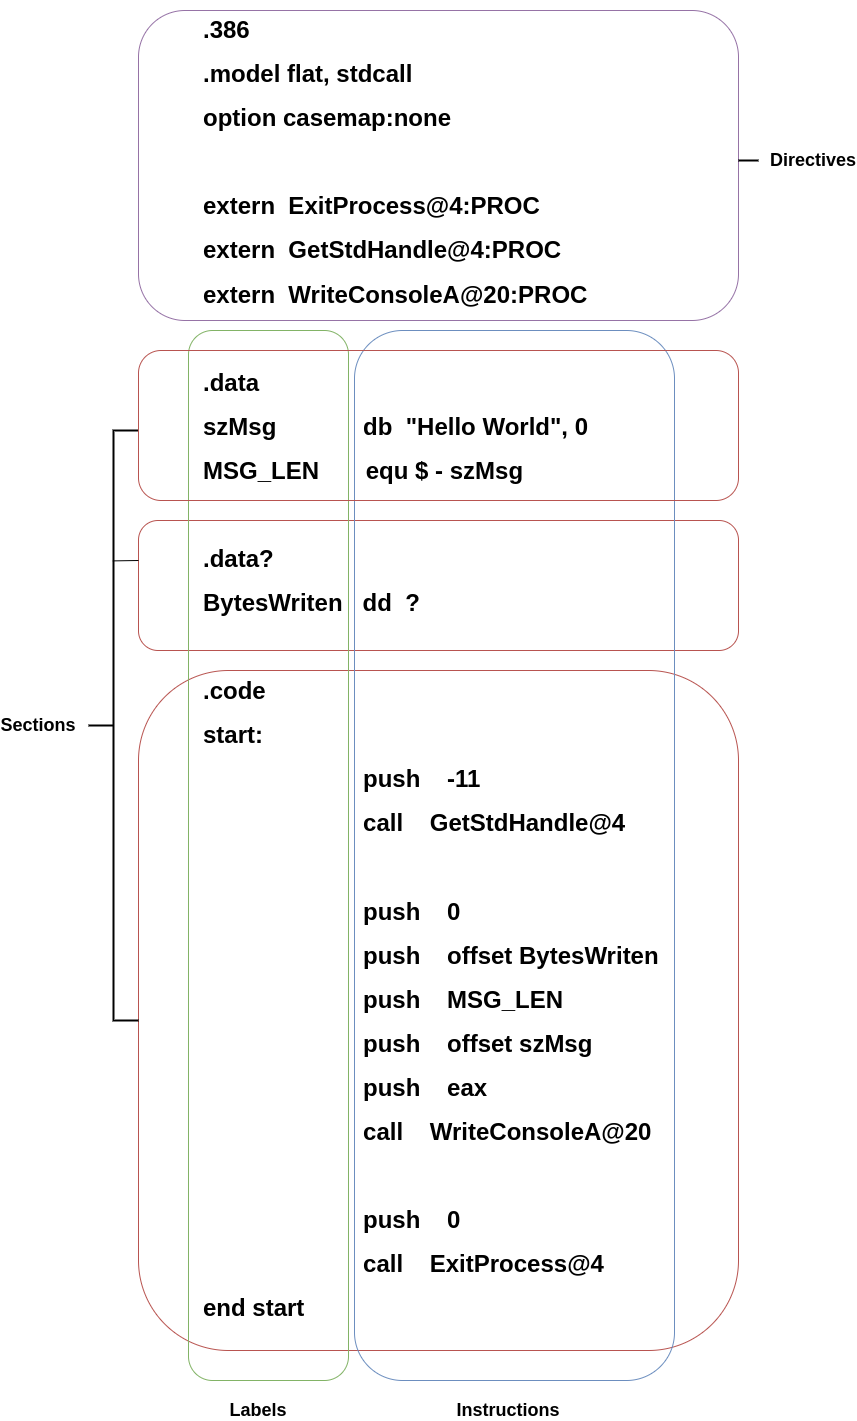 .386
.model flat, stdcall
option casemap:none
Directives
extern ExitProcess@4:PROC
extern GetStdHandle@4:PROC
extern WriteConsoleA@20:PROC
.data
szMsg db "Hello World", 0
MSG_LEN equ $ - szMsg
.data?
BytesWriten dd ?
.code
Sections
start:
push -11
call GetStdHandle@4
push 0
push offset BytesWriten
push MSG_LEN
push offset szMsg
push eax
call WriteConsoleA@20
push 0
call ExitProcess@4
end start
Labels Instructions